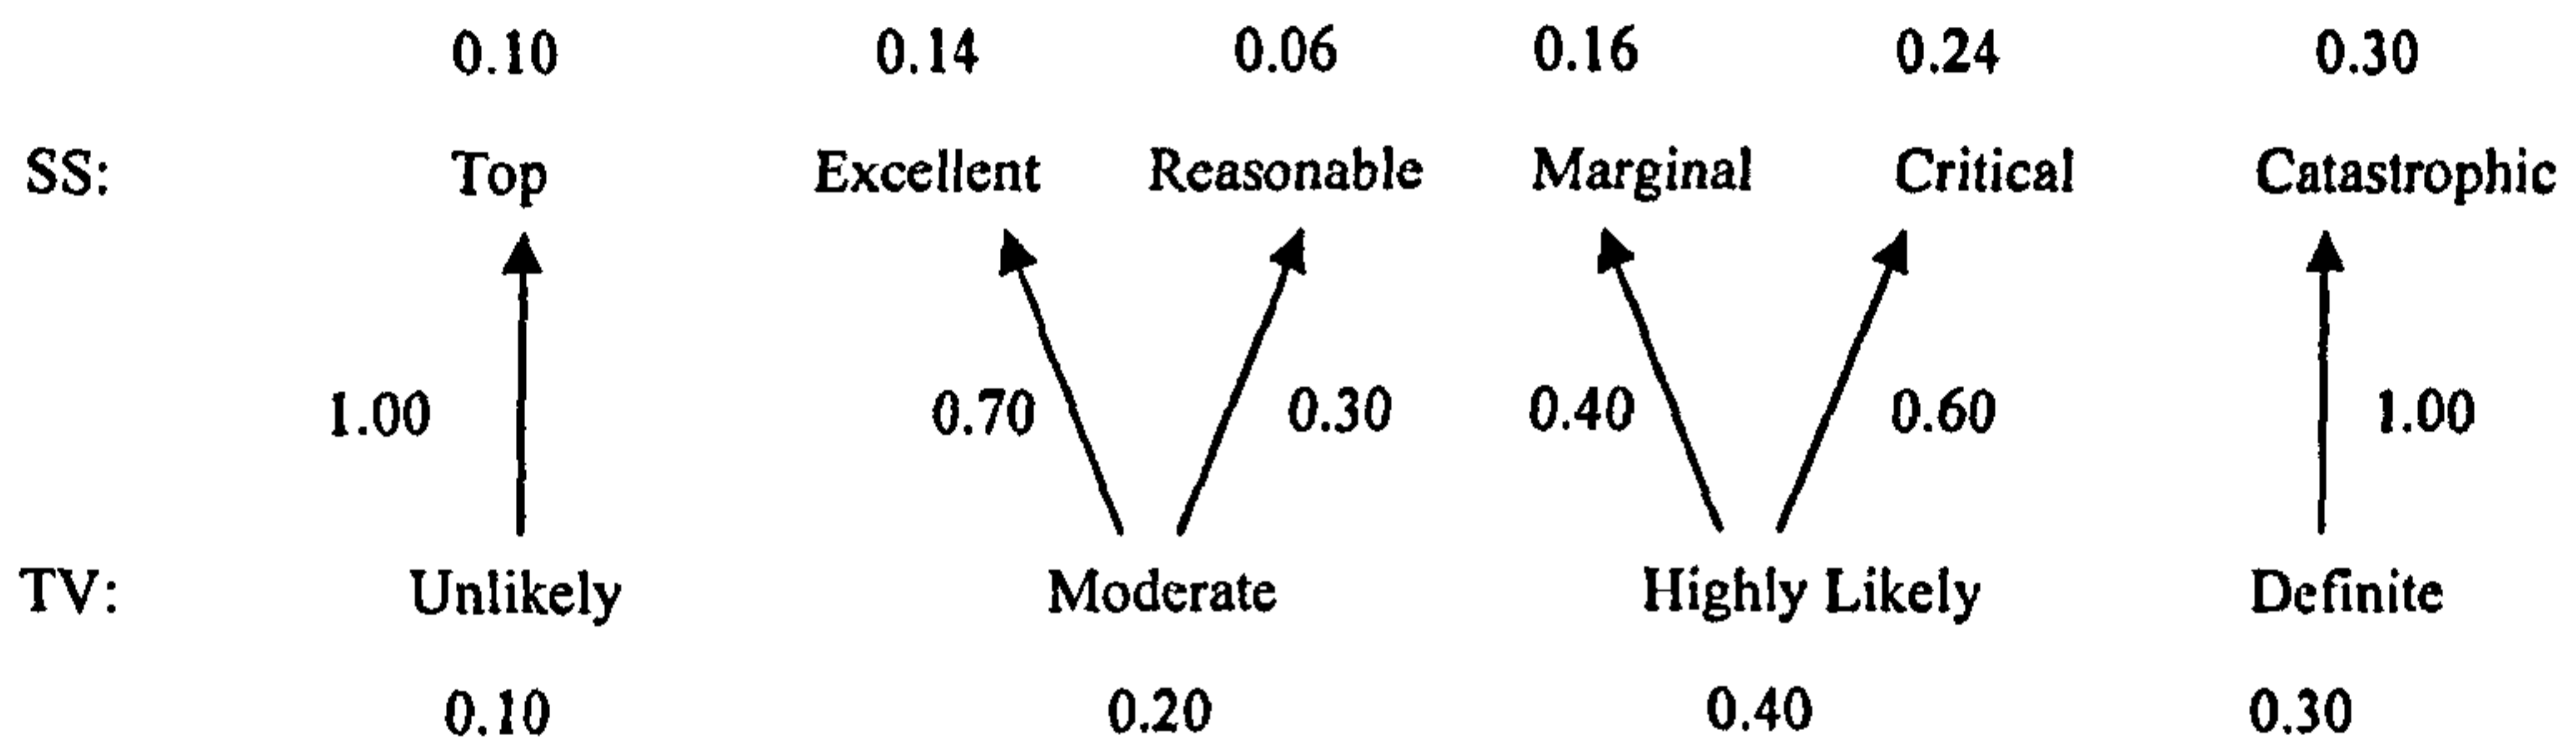 0.10 0.14 0.06 0.16 0.24 0.30
SS: Top Excellent Reasonable Marginal Critical Catastrophic
1.00 0.70 0.30 0.40 0.60 1.00
TV: Unlikely Moderate Highly Likely Definite
0.10 0.20 0.40 0.30